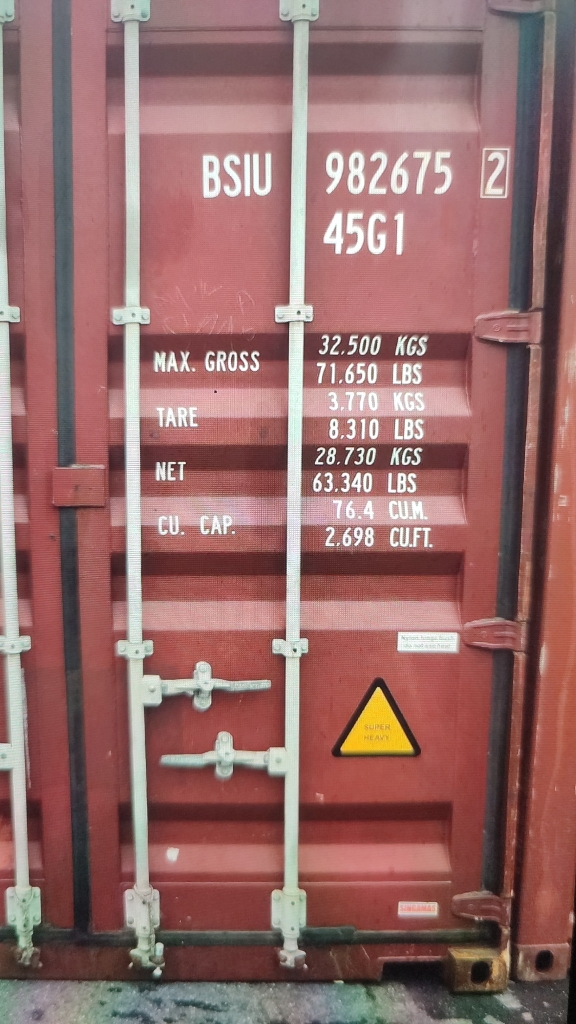 BSIU 982675 2
45G1
MAX. GROSS 32.500 KGS
71.650 LBS
TARE 3.770 KGS
8.310 LBS
NET 28.730 KGS
63.340 LBS
CU. CAP. 76.4 CU.M.
2.698 CU.FT.
SUPER
HEAVY
SINGAMAS